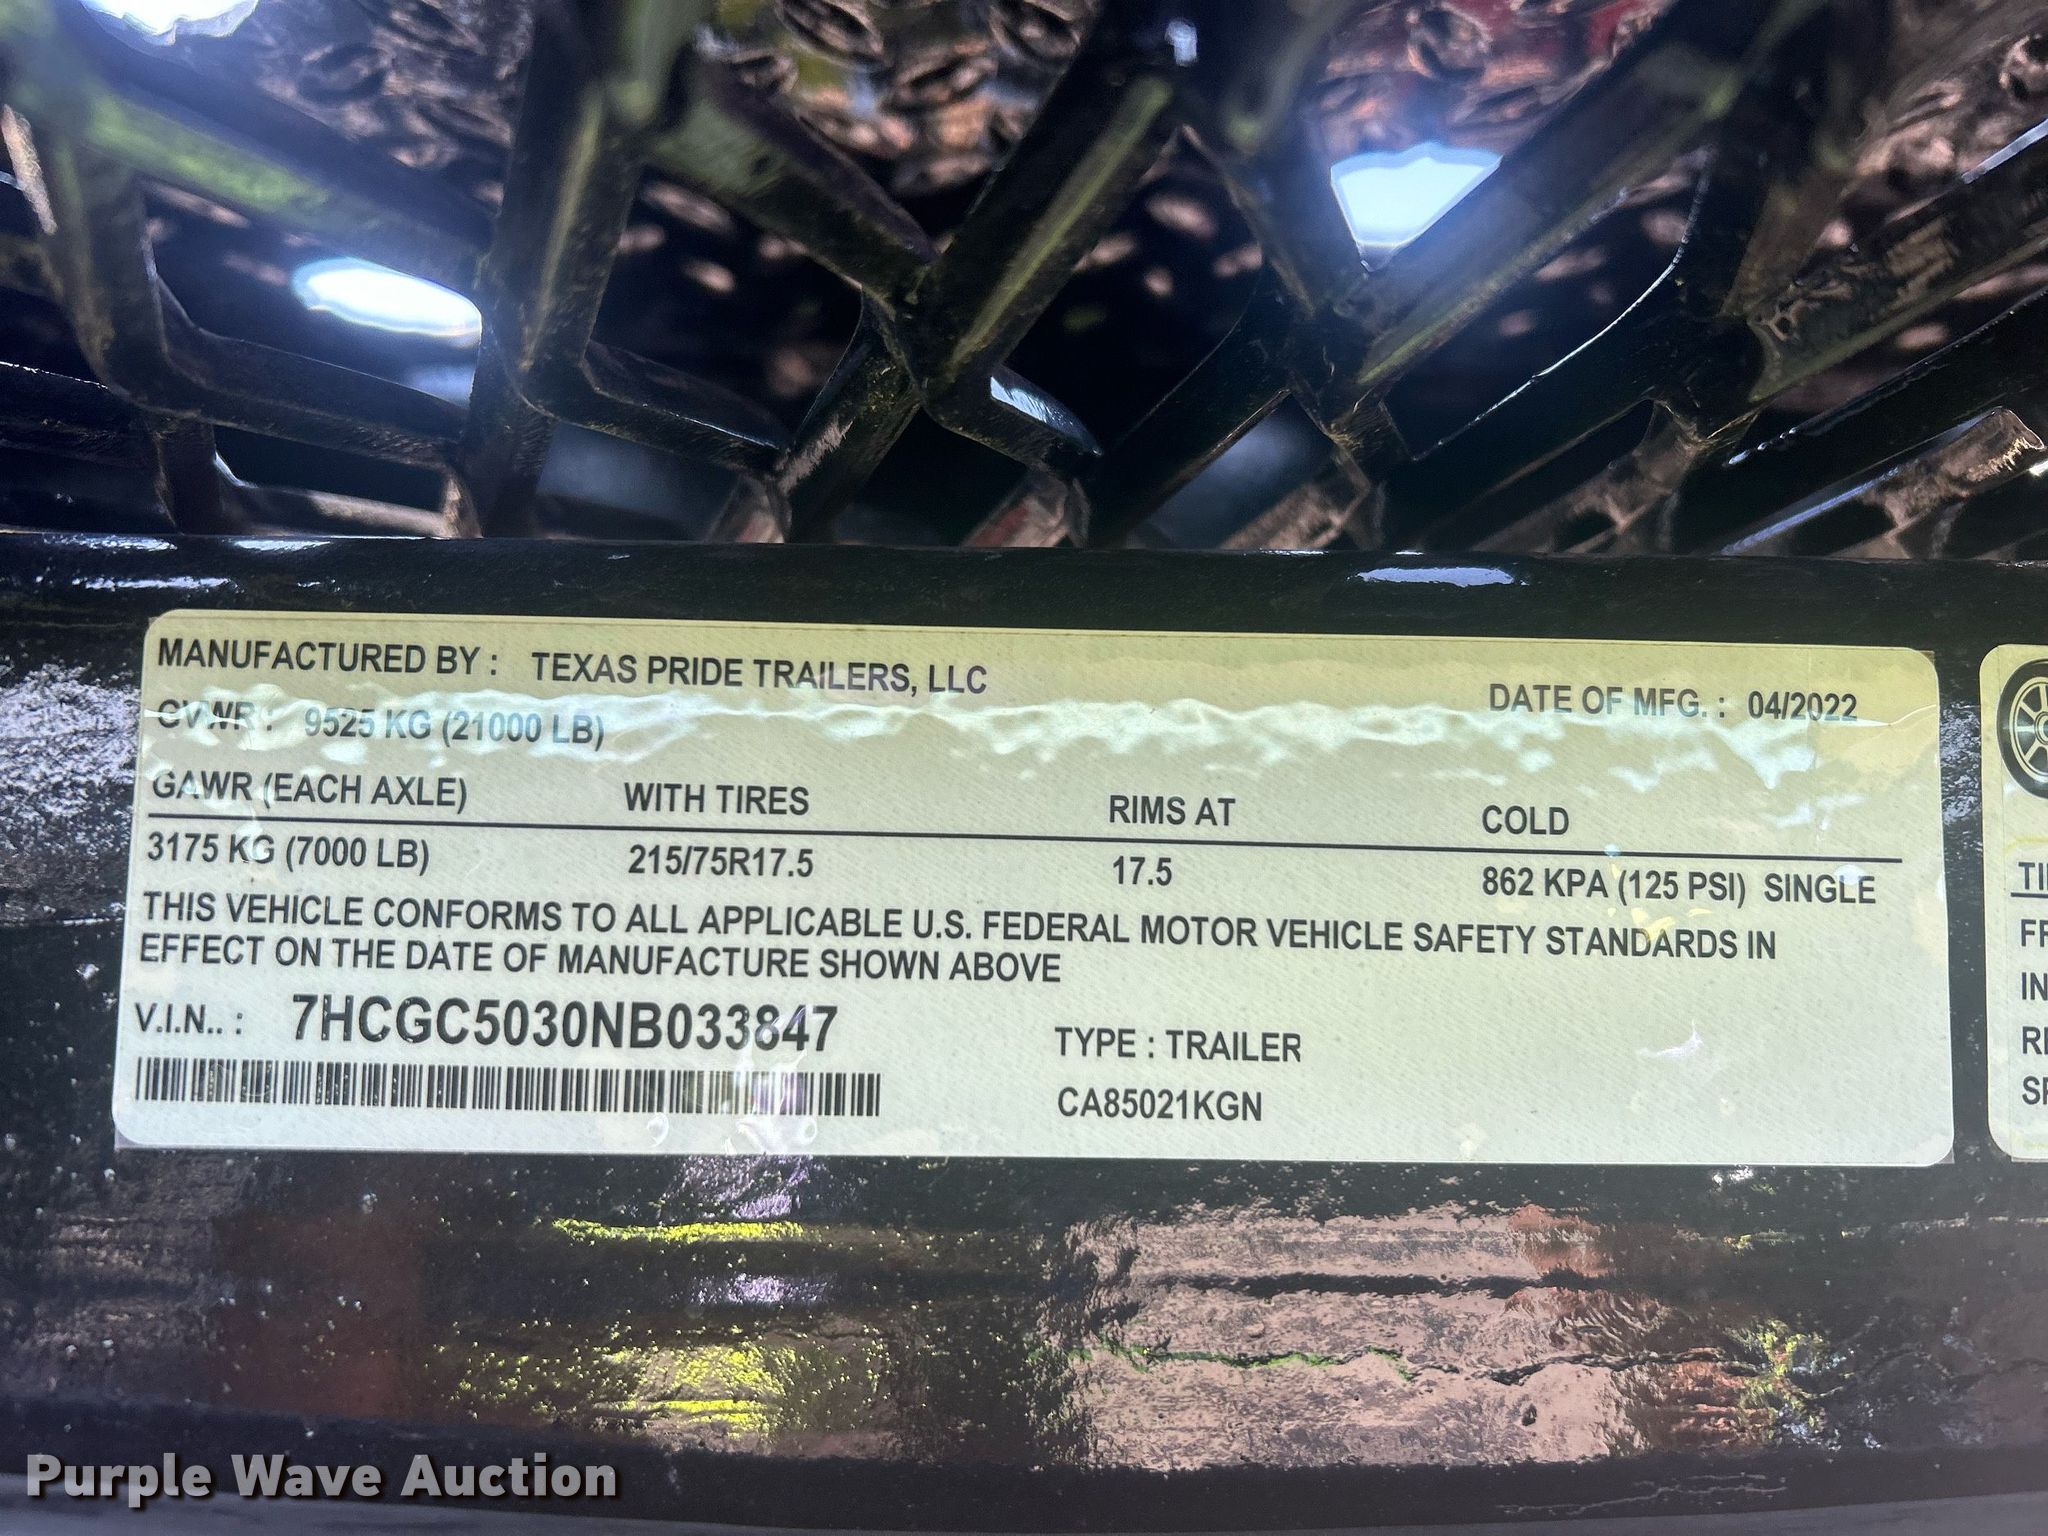 MANUFACTURED BY : TEXAS PRIDE TRAILERS, LLC
DATE OF MFG. : 04/2022
GVWR : 9525 KG (21000 LB)
GAWR (EACH AXLE) WITH TIRES RIMS AT COLD
3175 KG (7000 LB) 215/75R17.5 17.5 862 KPA (125 PSI) SINGLE
THIS VEHICLE CONFORMS TO ALL APPLICABLE U.S. FEDERAL MOTOR VEHICLE SAFETY STANDARDS IN
EFFECT ON THE DATE OF MANUFACTURE SHOWN ABOVE
V.I.N.. : 7HCGC5030NB033847
TYPE : TRAILER
CA85021KGN
Purple Wave Auction